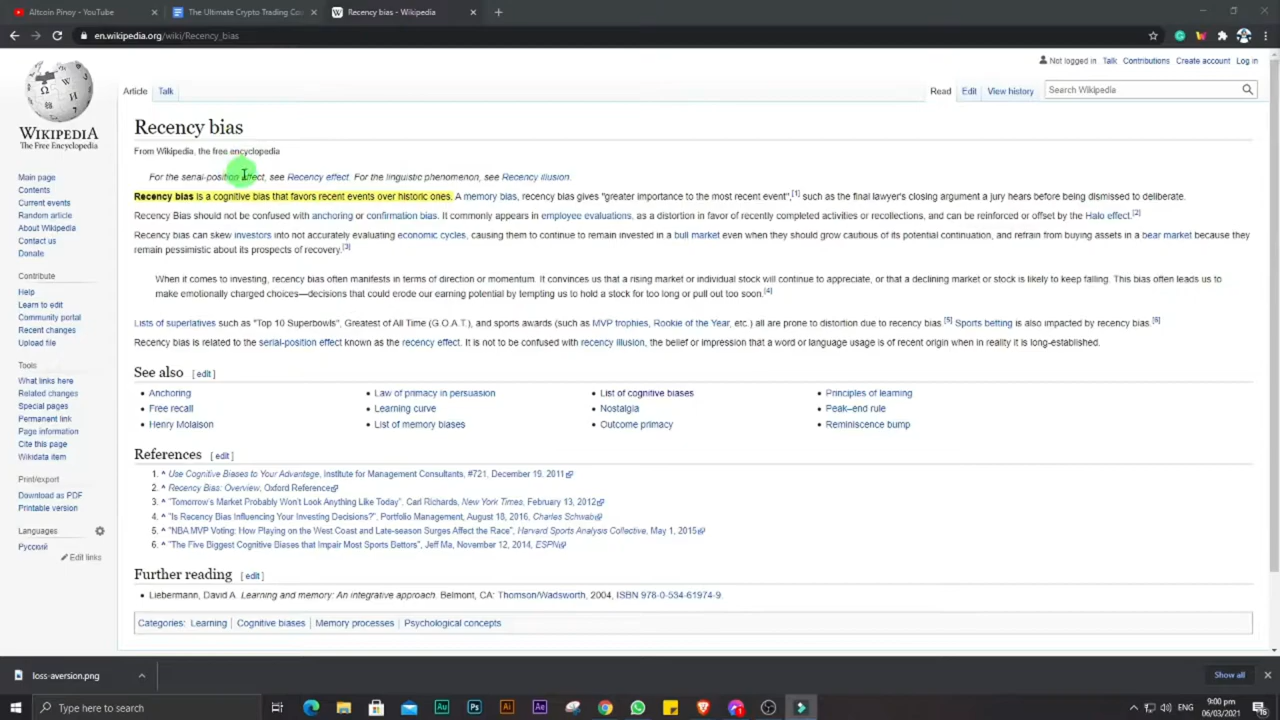 Altcoin Pinoy - YouTube
The Ultimate Crypto Trading Cou
Recency bias - Wikipedia
en.wikipedia.org/wiki/Recency_bias
Not logged in Talk Contributions Create account Log in
Article Talk Read Edit View history Search Wikipedia
WIKIPEDIA
The Free Encyclopedia
Main page
Contents
Current events
Random article
About Wikipedia
Contact us
Donate
Contribute
Help
Learn to edit
Community portal
Recent changes
Upload file
Tools
What links here
Related changes
Special pages
Permanent link
Page information
Cite this page
Wikidata item
Print/export
Download as PDF
Printable version
Languages
Русский
Edit links
Recency bias
From Wikipedia, the free encyclopedia
For the serial-position effect, see Recency effect. For the linguistic phenomenon, see Recency illusion.
Recency bias is a cognitive bias that favors recent events over historic ones. A memory bias, recency bias gives "greater importance to the most recent event",[1] such as the final lawyer's closing argument a jury hears before being dismissed to deliberate.
Recency Bias should not be confused with anchoring or confirmation bias. It commonly appears in employee evaluations, as a distortion in favor of recently completed activities or recollections, and can be reinforced or offset by the Halo effect.[2]
Recency bias can skew investors into not accurately evaluating economic cycles, causing them to continue to remain invested in a bull market even when they should grow cautious of its potential continuation, and refrain from buying assets in a bear market because they
remain pessimistic about its prospects of recovery.[3]
When it comes to investing, recency bias often manifests in terms of direction or momentum. It convinces us that a rising market or individual stock will continue to appreciate, or that a declining market or stock is likely to keep falling. This bias often leads us to
make emotionally charged choices—decisions that could erode our earning potential by tempting us to hold a stock for too long or pull out too soon.[4]
Lists of superlatives such as "Top 10 Superbowls", Greatest of All Time (G.O.A.T.), and sports awards (such as MVP trophies, Rookie of the Year, etc.) all are prone to distortion due to recency bias.[5] Sports betting is also impacted by recency bias.[6]
Recency bias is related to the serial-position effect known as the recency effect. It is not to be confused with recency illusion, the belief or impression that a word or language usage is of recent origin when in reality it is long-established.
See also [ edit ]
• Anchoring
• Free recall
• Henry Molaison
• Law of primacy in persuasion
• Learning curve
• List of memory biases
• List of cognitive biases
• Nostalgia
• Outcome primacy
• Principles of learning
• Peak–end rule
• Reminiscence bump
References [ edit ]
1. ^ Use Cognitive Biases to Your Advantage, Institute for Management Consultants, #721, December 19, 2011
2. ^ Recency Bias: Overview, Oxford Reference
3. ^ "Tomorrow's Market Probably Won't Look Anything Like Today". Carl Richards, New York Times, February 13, 2012
4. ^ "Is Recency Bias Influencing Your Investing Decisions?". Portfolio Management, August 18, 2016, Charles Schwab
5. ^ "NBA MVP Voting: How Playing on the West Coast and Late-season Surges Affect the Race", Harvard Sports Analysis Collective, May 1, 2015
6. ^ "The Five Biggest Cognitive Biases that Impair Most Sports Bettors", Jeff Ma, November 12, 2014, ESPN
Further reading [ edit ]
• Liebermann, David A. Learning and memory: An integrative approach. Belmont, CA: Thomson/Wadsworth, 2004, ISBN 978-0-534-61974-9.
Categories: Learning | Cognitive biases | Memory processes | Psychological concepts
loss-aversion.png
Show all
Type here to search
Au Ps Ai Ae
ENG
9:00 pm
06/03/2021